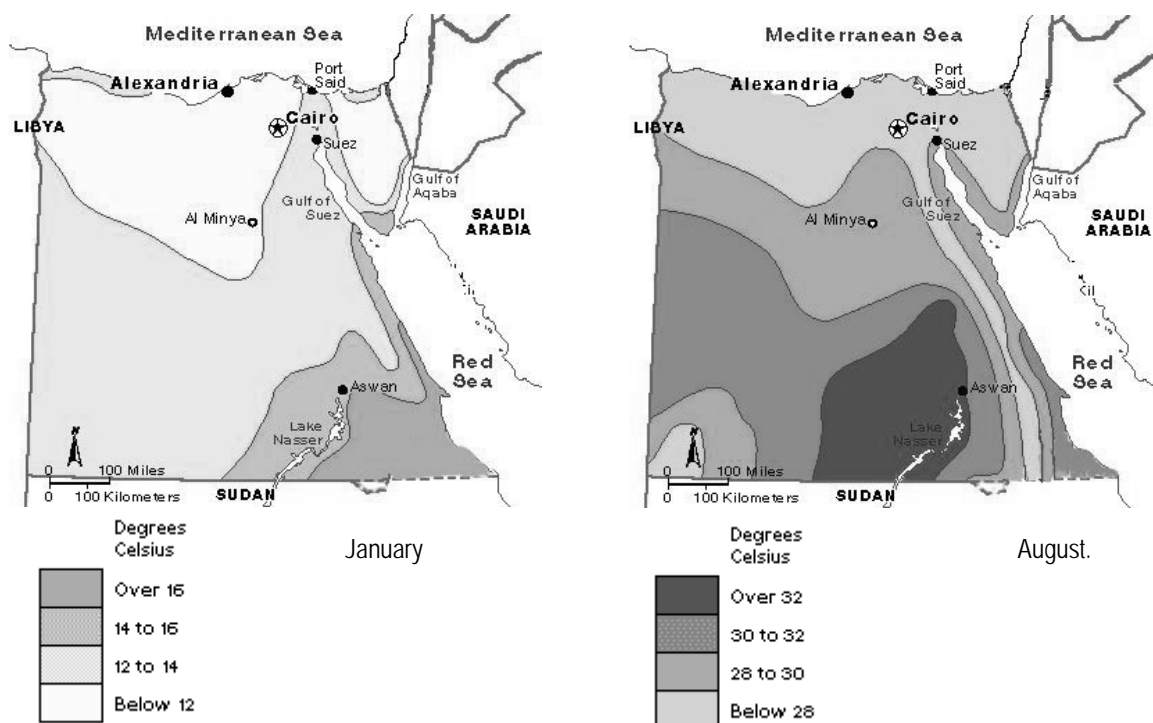 Mediterranean Sea
Port
Said
Alexandria
LIBYA
Cairo
Suez
Gulf of
Aqaba
Gulf of
Suez
Al Minya
SAUDI
ARABIA
Red
Sea
Aswan
Lake
Nasser
N
0 100 Miles
0 100 Kilometers
SUDAN
Degrees
Celsius
January
Over 16
14 to 16
12 to 14
Below 12
Mediterranean Sea
Port
Said
Alexandria
LIBYA
Cairo
Suez
Gulf of
Aqaba
Gulf of
Suez
Al Minya
SAUDI
ARABIA
Red
Sea
Aswan
Lake
Nasser
N
0 100 Miles
0 100 Kilometers
SUDAN
Degrees
Celsius
August.
Over 32
30 to 32
28 to 30
Below 28